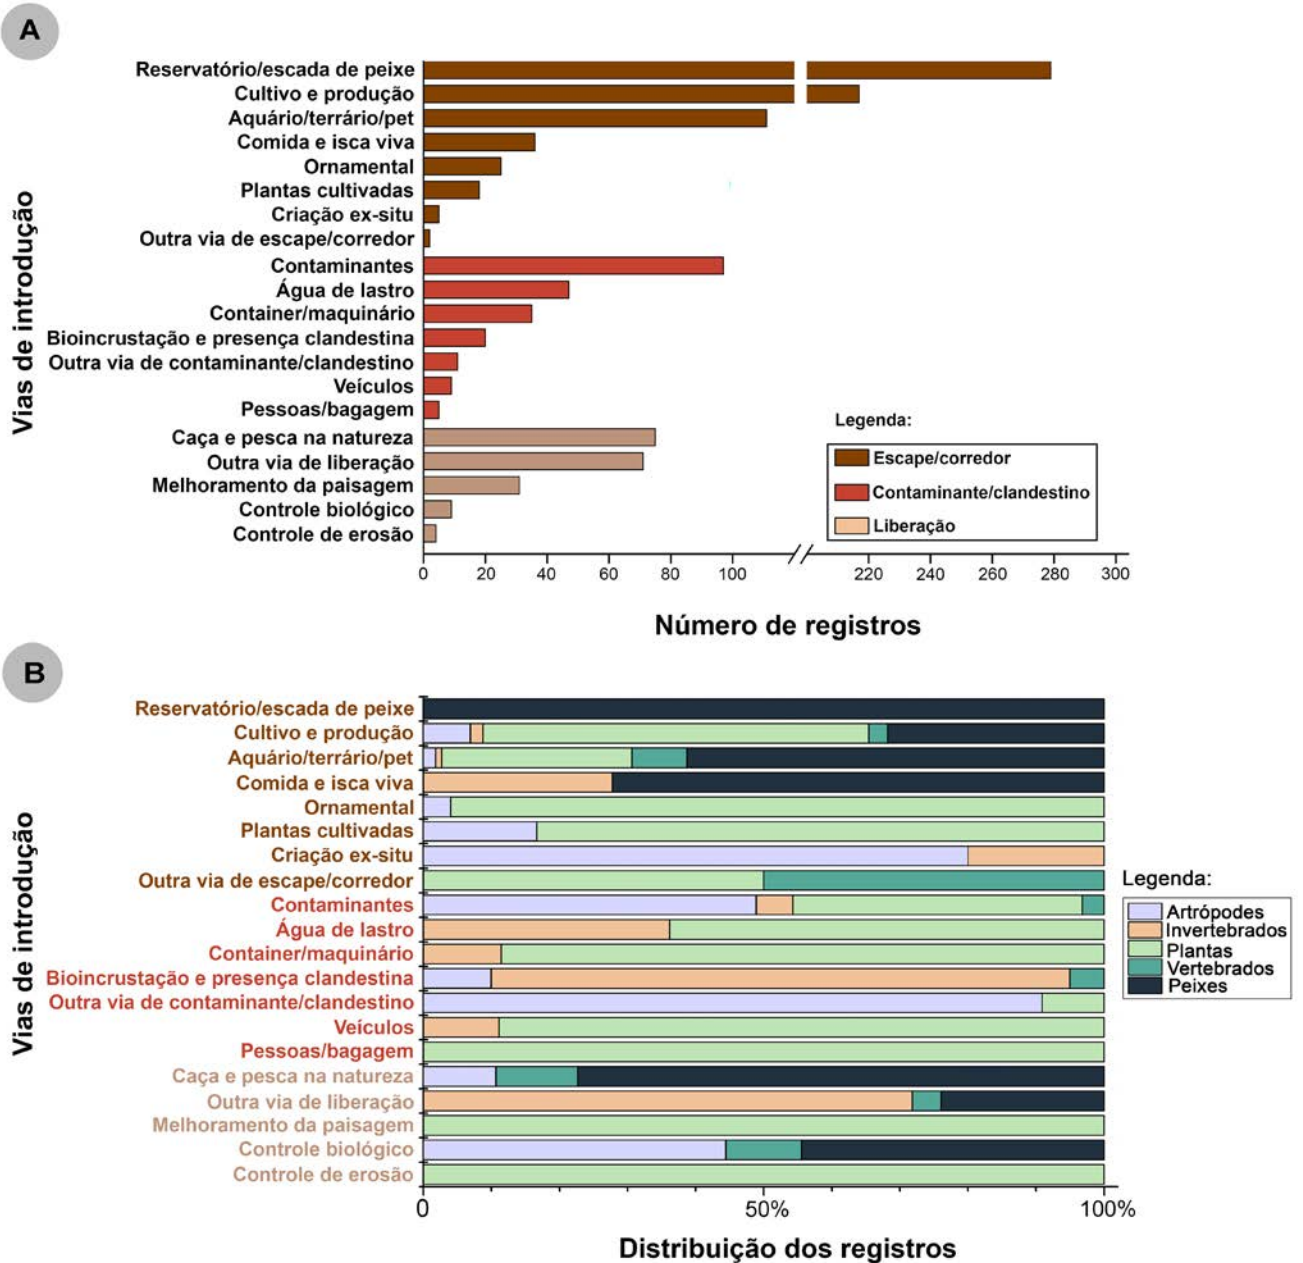 A
Vias de introdução
Reservatório/escada de peixe
Cultivo e produção
Aquário/terrário/pet
Comida e isca viva
Ornamental
Plantas cultivadas
Criação ex-situ
Outra via de escape/corredor
Contaminantes
Água de lastro
Container/maquinário
Bioincrustação e presença clandestina
Outra via de contaminante/clandestino
Veículos
Pessoas/bagagem
Caça e pesca na natureza
Outra via de liberação
Melhoramento da paisagem
Controle biológico
Controle de erosão
Legenda:
Escape/corredor
Contaminante/clandestino
Liberação
0 20 40 60 80 100 220 240 260 280 300
Número de registros
B
Vias de introdução
Reservatório/escada de peixe
Cultivo e produção
Aquário/terrário/pet
Comida e isca viva
Ornamental
Plantas cultivadas
Criação ex-situ
Outra via de escape/corredor
Contaminantes
Água de lastro
Container/maquinário
Bioincrustação e presença clandestina
Outra via de contaminante/clandestino
Veículos
Pessoas/bagagem
Caça e pesca na natureza
Outra via de liberação
Melhoramento da paisagem
Controle biológico
Controle de erosão
Legenda:
Artrópodes
Invertebrados
Plantas
Vertebrados
Peixes
0 50% 100%
Distribuição dos registros